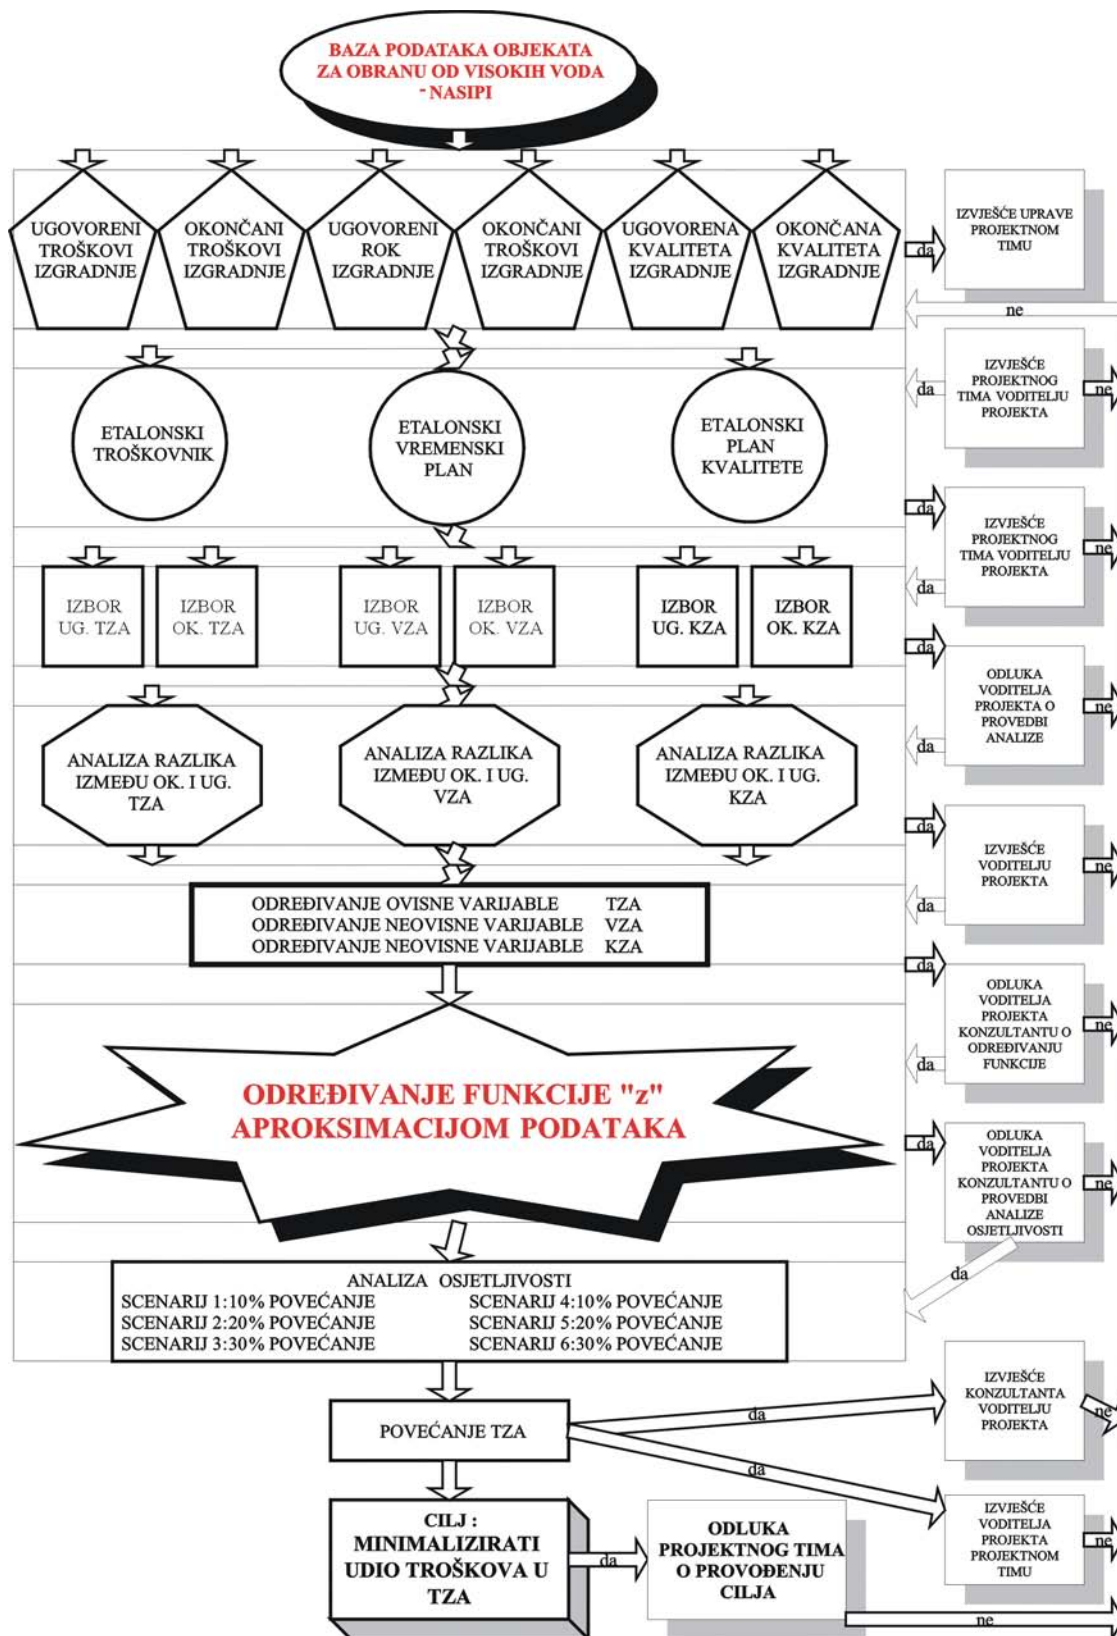 BAZA PODATAKA OBJEKATA
ZA OBRANU OD VISOKIH VODA
- NASIPI
UGOVORENI
TROŠKOVI
IZGRADNJE
OKONČANI
TROŠKOVI
IZGRADNJE
UGOVORENI
ROK
IZGRADNJE
OKONČANI
TROŠKOVI
IZGRADNJE
UGOVORENA
KVALITETA
IZGRADNJE
OKONČANA
KVALITETA
IZGRADNJE
da
IZVJEŠĆE UPRAVE
PROJEKTNOM
TIMU
ne
ETALONSKI
TROŠKOVNIK
ETALONSKI
VREMENSKI
PLAN
ETALONSKI
PLAN
KVALITETE
da
IZVJEŠĆE
PROJEKTNOG
TIMA VODITELJU
PROJEKTA
ne
da
IZVJEŠĆE
PROJEKTNOG
TIMA VODITELJU
PROJEKTA
ne
da
IZBOR
UG. TZA
IZBOR
OK. TZA
IZBOR
UG. VZA
IZBOR
OK. VZA
IZBOR
UG. KZA
IZBOR
OK. KZA
da
ODLUKA
VODITELJA
PROJEKTA O
PROVEDBI
ANALIZE
ne
da
ANALIZA RAZLIKA
IZMEĐU OK. I UG.
TZA
ANALIZA RAZLIKA
IZMEĐU OK. I UG.
VZA
ANALIZA RAZLIKA
IZMEĐU OK. I UG.
KZA
da
IZVJEŠĆE
VODITELJU
PROJEKTA
ne
da
ODREĐIVANJE OVISNE VARIJABLE TZA
ODREĐIVANJE NEOVISNE VARIJABLE VZA
ODREĐIVANJE NEOVISNE VARIJABLE KZA
da
ODLUKA
VODITELJA
PROJEKTA
KONZULTANTU O
ODREĐIVANJU
FUNKCIJE
ne
da
ODREĐIVANJE FUNKCIJE "z"
APROKSIMACIJOM PODATAKA
da
ODLUKA
VODITELJA
PROJEKTA
KONZULTANTU O
PROVEDBI
ANALIZE
OSJETLJIVOSTI
ne
da
ANALIZA OSJETLJIVOSTI
SCENARIJ 1:10% POVEĆANJE SCENARIJ 4:10% POVEĆANJE
SCENARIJ 2:20% POVEĆANJE SCENARIJ 5:20% POVEĆANJE
SCENARIJ 3:30% POVEĆANJE SCENARIJ 6:30% POVEĆANJE
POVEĆANJE TZA
da
IZVJEŠĆE
KONZULTANTA
VODITELJU
PROJEKTA
ne
da
IZVJEŠĆE
VODITELJA
PROJEKTA
PROJEKTNOM
TIMU
ne
CILJ :
MINIMALIZIRATI
UDIO TROŠKOVA U
TZA
da
ODLUKA
PROJEKTNOG TIMA
O PROVOĐENJU
CILJA
ne